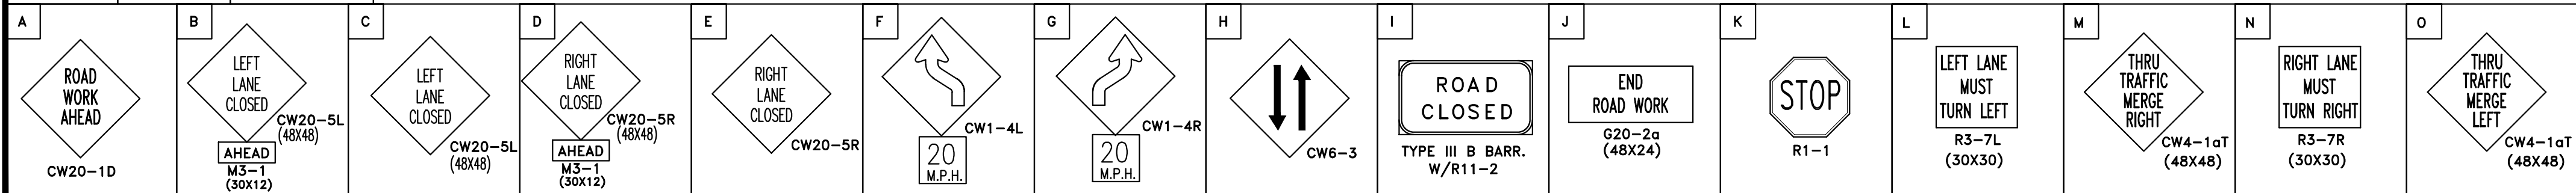 A
ROAD
WORK
AHEAD
CW20-1D
B
LEFT
LANE
CLOSED
CW20-5L
(48X48)
AHEAD
M3-1
(30X12)
C
LEFT
LANE
CLOSED
CW20-5L
(48X48)
D
RIGHT
LANE
CLOSED
CW20-5R
(48X48)
AHEAD
M3-1
(30X12)
E
RIGHT
LANE
CLOSED
CW20-5R
F
CW1-4L
20
M.P.H.
G
CW1-4R
20
M.P.H.
H
CW6-3
I
ROAD
CLOSED
TYPE III B BARR.
W/R11-2
J
END
ROAD WORK
G20-2a
(48X24)
K
STOP
R1-1
L
LEFT LANE
MUST
TURN LEFT
R3-7L
(30X30)
M
THRU
TRAFFIC
MERGE
RIGHT
CW4-1aT
(48X48)
N
RIGHT LANE
MUST
TURN RIGHT
R3-7R
(30X30)
O
THRU
TRAFFIC
MERGE
LEFT
CW4-1aT
(48X48)